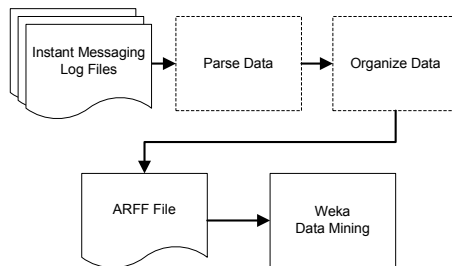 Instant Messaging
Log Files
Parse Data
Organize Data
ARFF File
Weka
Data Mining